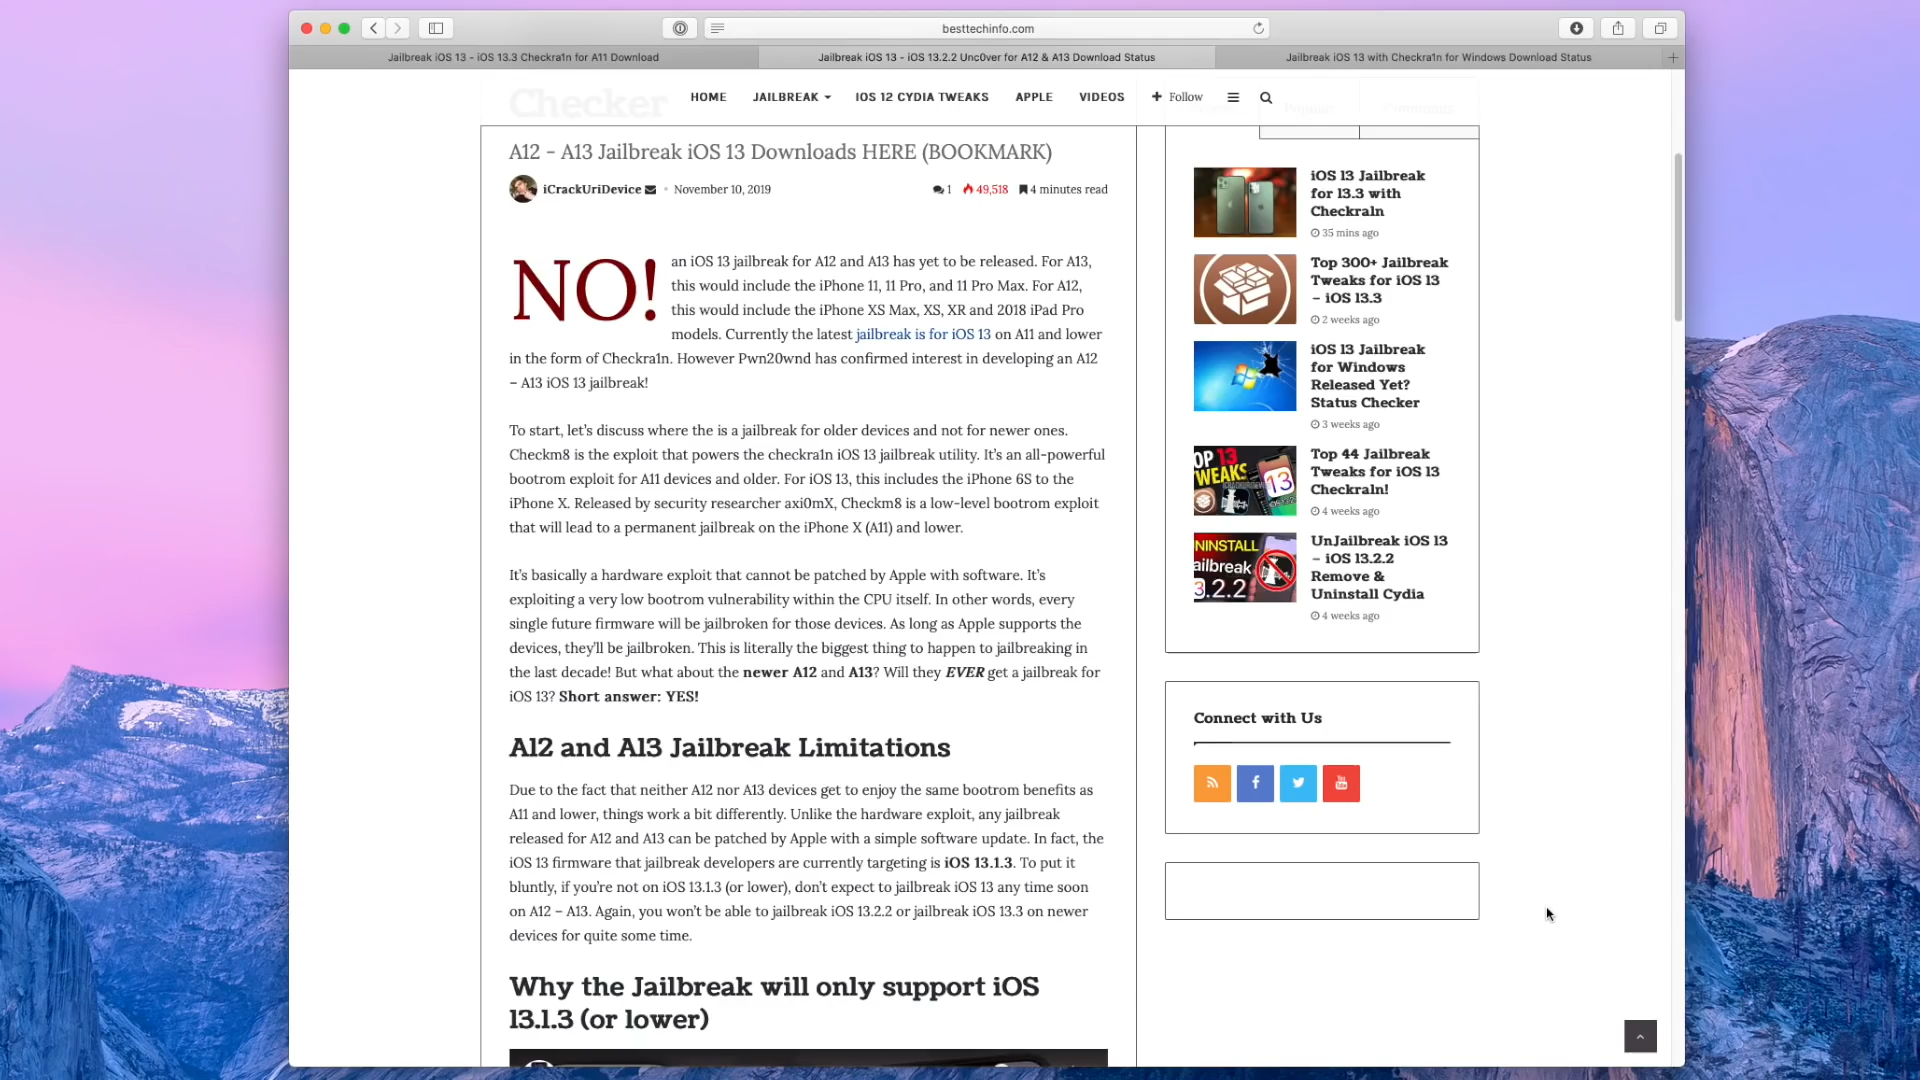 besttechinfo.com
Jailbreak iOS 13 - iOS 13.3 Checkra1n for A11 Download
Jailbreak iOS 13 - iOS 13.2.2 Unc0ver for A12 & A13 Download Status
Jailbreak iOS 13 with Checkra1n for Windows Download Status
Checker
HOME
JAILBREAK
IOS 12 CYDIA TWEAKS
APPLE
VIDEOS
Follow
Popular
Comments
A12 - A13 Jailbreak iOS 13 Downloads HERE (BOOKMARK)
iCrackUriDevice
November 10, 2019
1
49,518
4 minutes read
NO! an iOS 13 jailbreak for A12 and A13 has yet to be released. For A13,
this would include the iPhone 11, 11 Pro, and 11 Pro Max. For A12,
this would include the iPhone XS Max, XS, XR and 2018 iPad Pro
models. Currently the latest jailbreak is for iOS 13 on A11 and lower
in the form of Checkra1n. However Pwn20wnd has confirmed interest in developing an A12
– A13 iOS 13 jailbreak!
To start, let’s discuss where the is a jailbreak for older devices and not for newer ones.
Checkm8 is the exploit that powers the checkra1n iOS 13 jailbreak utility. It’s an all-powerful
bootrom exploit for A11 devices and older. For iOS 13, this includes the iPhone 6S to the
iPhone X. Released by security researcher axi0mX, Checkm8 is a low-level bootrom exploit
that will lead to a permanent jailbreak on the iPhone X (A11) and lower.
It’s basically a hardware exploit that cannot be patched by Apple with software. It’s
exploiting a very low bootrom vulnerability within the CPU itself. In other words, every
single future firmware will be jailbroken for those devices. As long as Apple supports the
devices, they’ll be jailbroken. This is literally the biggest thing to happen to jailbreaking in
the last decade! But what about the newer A12 and A13? Will they EVER get a jailbreak for
iOS 13? Short answer: YES!
A12 and A13 Jailbreak Limitations
Due to the fact that neither A12 nor A13 devices get to enjoy the same bootrom benefits as
A11 and lower, things work a bit differently. Unlike the hardware exploit, any jailbreak
released for A12 and A13 can be patched by Apple with a simple software update. In fact, the
iOS 13 firmware that jailbreak developers are currently targeting is iOS 13.1.3. To put it
bluntly, if you’re not on iOS 13.1.3 (or lower), don’t expect to jailbreak iOS 13 any time soon
on A12 – A13. Again, you won’t be able to jailbreak iOS 13.2.2 or jailbreak iOS 13.3 on newer
devices for quite some time.
Why the Jailbreak will only support iOS
13.1.3 (or lower)
iOS 13 Jailbreak
for 13.3 with
Checkra1n
35 mins ago
Top 300+ Jailbreak
Tweaks for iOS 13
– iOS 13.3
2 weeks ago
iOS 13 Jailbreak
for Windows
Released Yet?
Status Checker
3 weeks ago
OP 13
WEAKS
13
Top 44 Jailbreak
Tweaks for iOS 13
Checkra1n!
4 weeks ago
NINSTALL
ailbreak
3.2.2
UnJailbreak iOS 13
– iOS 13.2.2
Remove &
Uninstall Cydia
4 weeks ago
Connect with Us
You
Tube